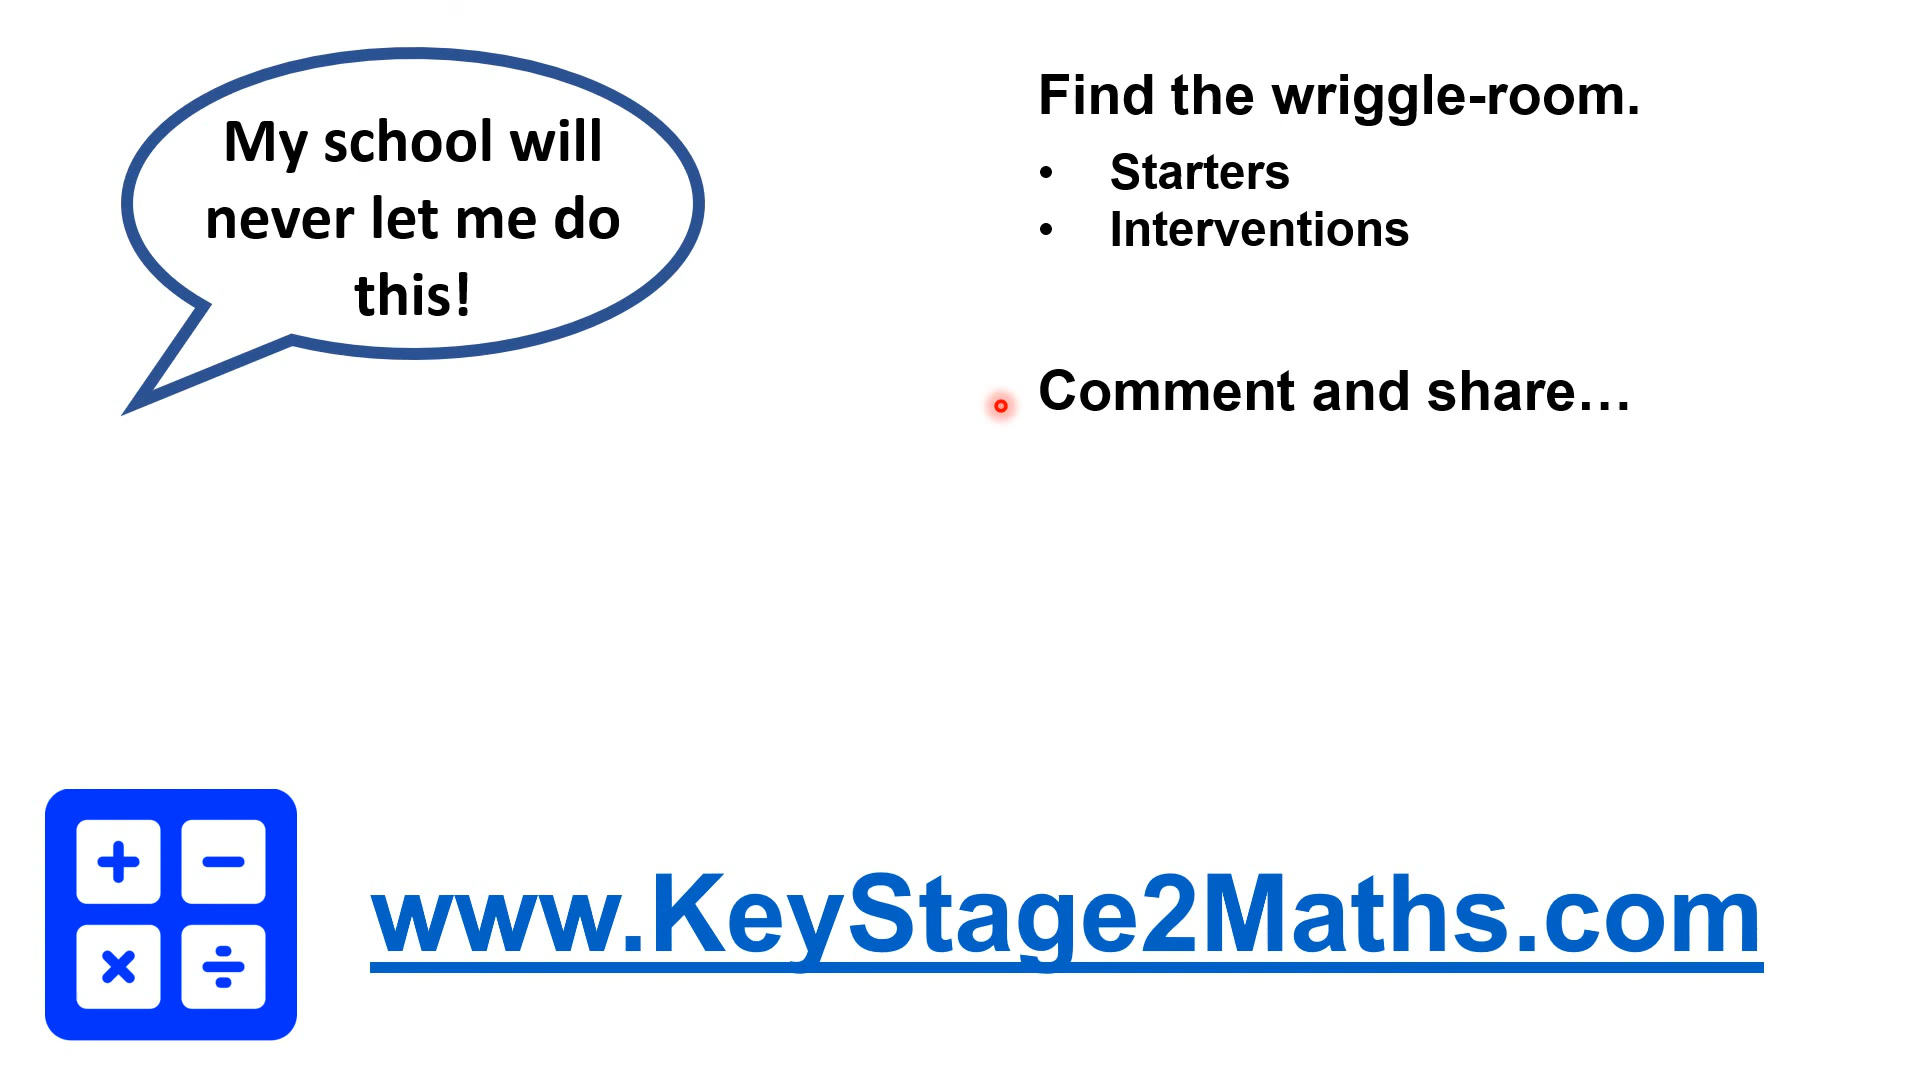 My school will
never let me do
this!
Find the wriggle-room.
• Starters
• Interventions
Comment and share…
+ −
× ÷
www.KeyStage2Maths.com